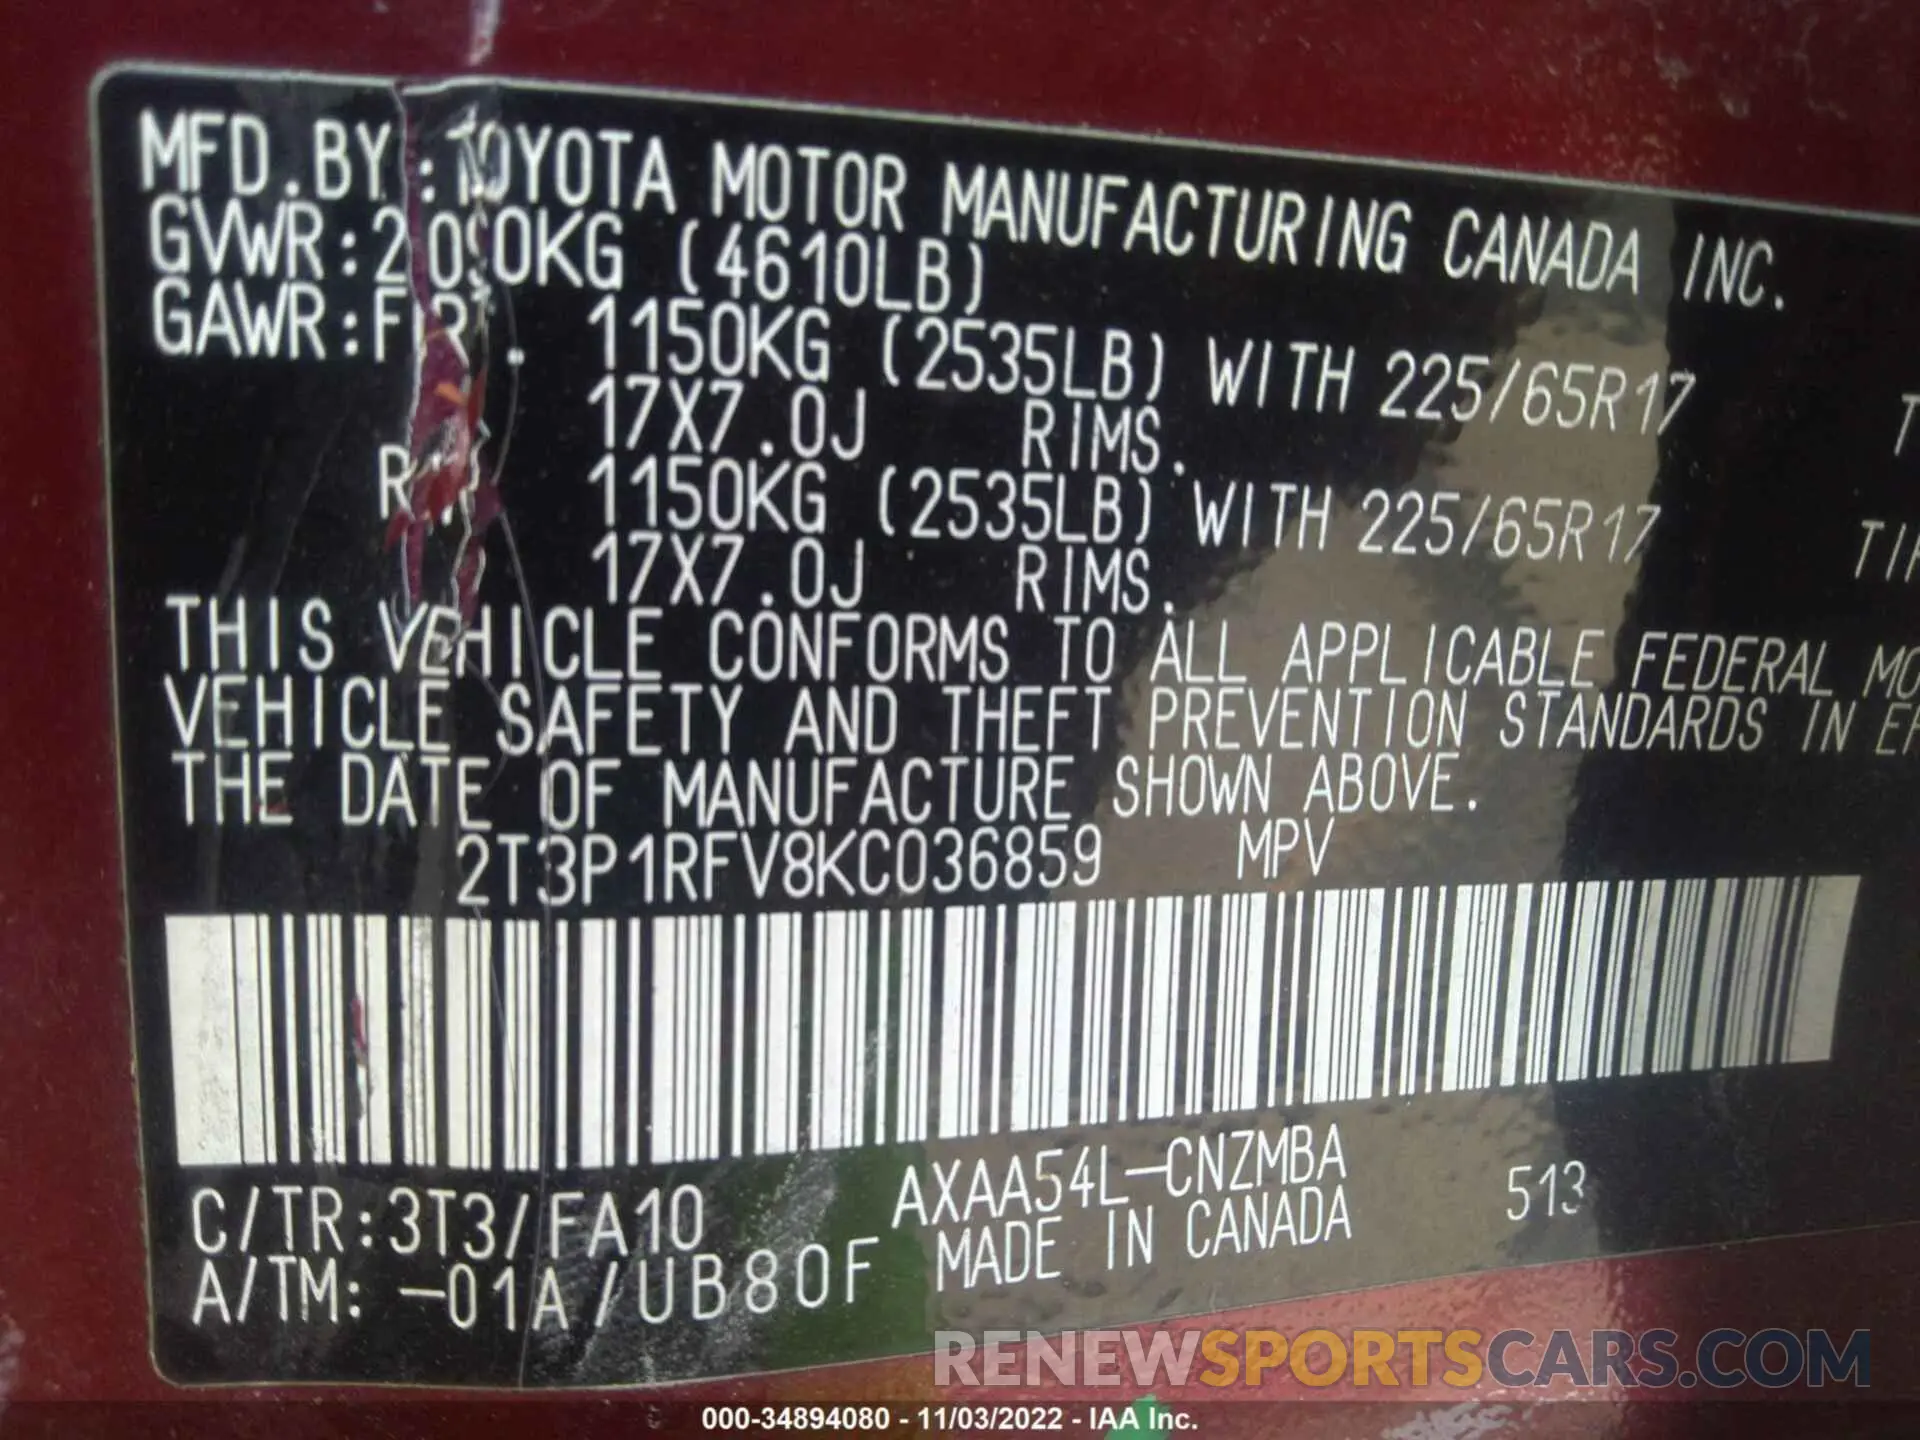 MFD.BY:TOYOTA MOTOR MANUFACTURING CANADA INC.
GVWR: (4610LB)
GAWR: 1150KG (2535LB) WITH 225/65R17
17X7.0J RIMS.
1150KG (2535LB) WITH 225/65R17
17X7.0J RIMS.
THIS VEHICLE CONFORMS TO ALL APPLICABLE FEDERAL MO
VEHICLE SAFETY AND THEFT PREVENTION STANDARDS IN EF
THE DATE OF MANUFACTURE SHOWN ABOVE.
2T3P1RFV8KC036859 MPV
C/TR:3T3/FA10 AXAA54L-CNZMBA 513
A/TM:-01A/UB80F MADE IN CANADA
RENEWSPORTSCARS.COM
000-34894080 - 11/03/2022 - IAA Inc.